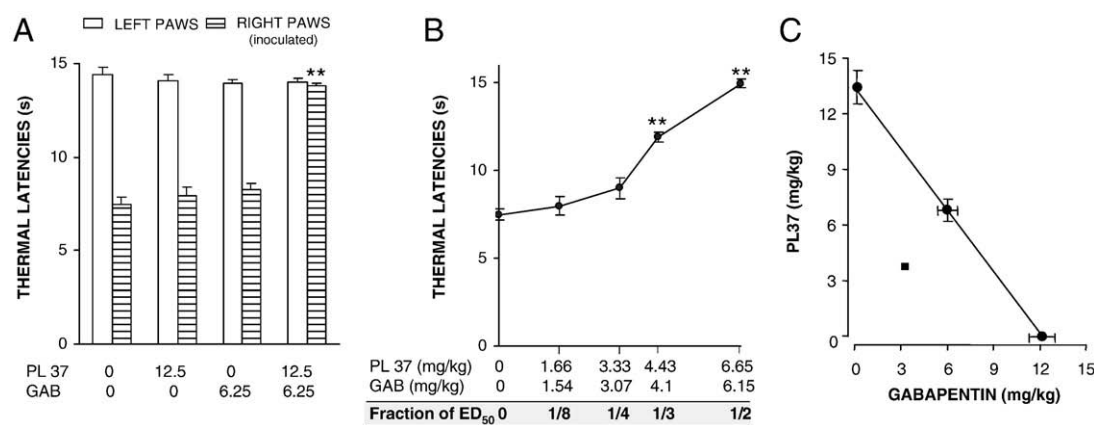 A
LEFT PAWS
RIGHT PAWS
(inoculated)
THERMAL LATENCIES (s)
15
10
5
0
**
PL 37 0 12.5 0 12.5
GAB 0 0 6.25 6.25
B
THERMAL LATENCIES (s)
15
10
5
0
**
**
PL 37 (mg/kg) 0 1.66 3.33 4.43 6.65
GAB (mg/kg) 0 1.54 3.07 4.1 6.15
Fraction of ED50 0 1/8 1/4 1/3 1/2
C
PL37 (mg/kg)
15
12
9
6
3
0
0 3 6 9 12 15
GABAPENTIN (mg/kg)